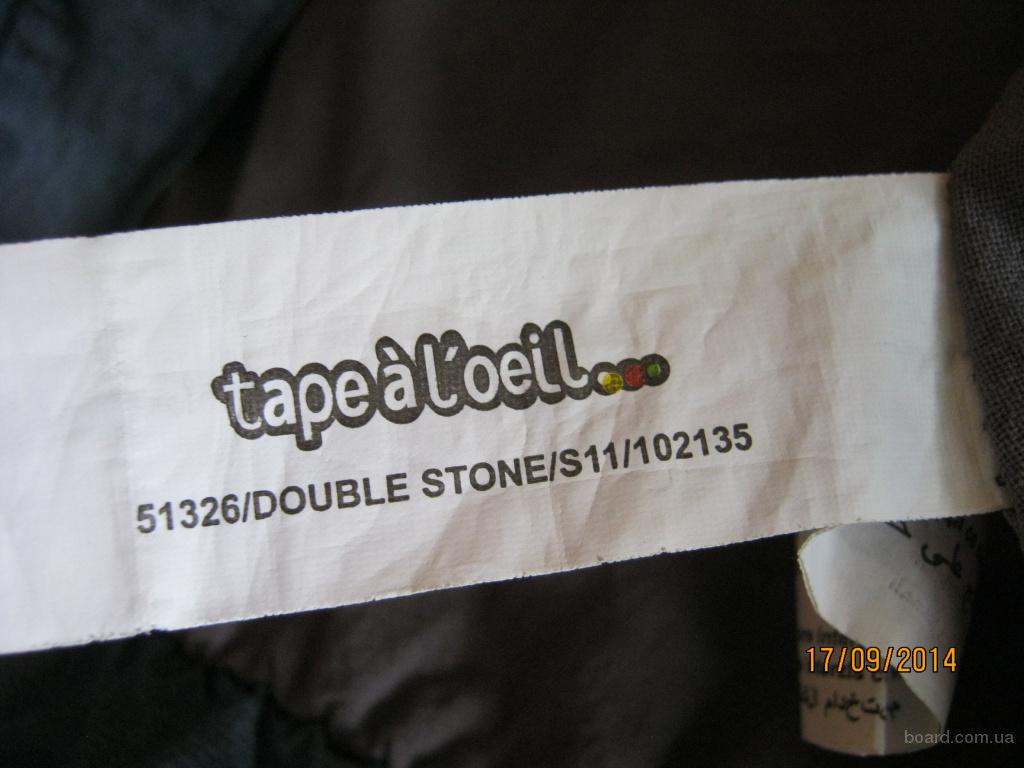 tape à l'oeil...
51326/DOUBLE STONE/S11/102135
17/09/2014
board.com.ua